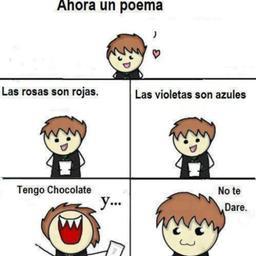 Ahora un poema
Las rosas son rojas.
Las violetas son azules
Tengo Chocolate
y...
No te
Dare.